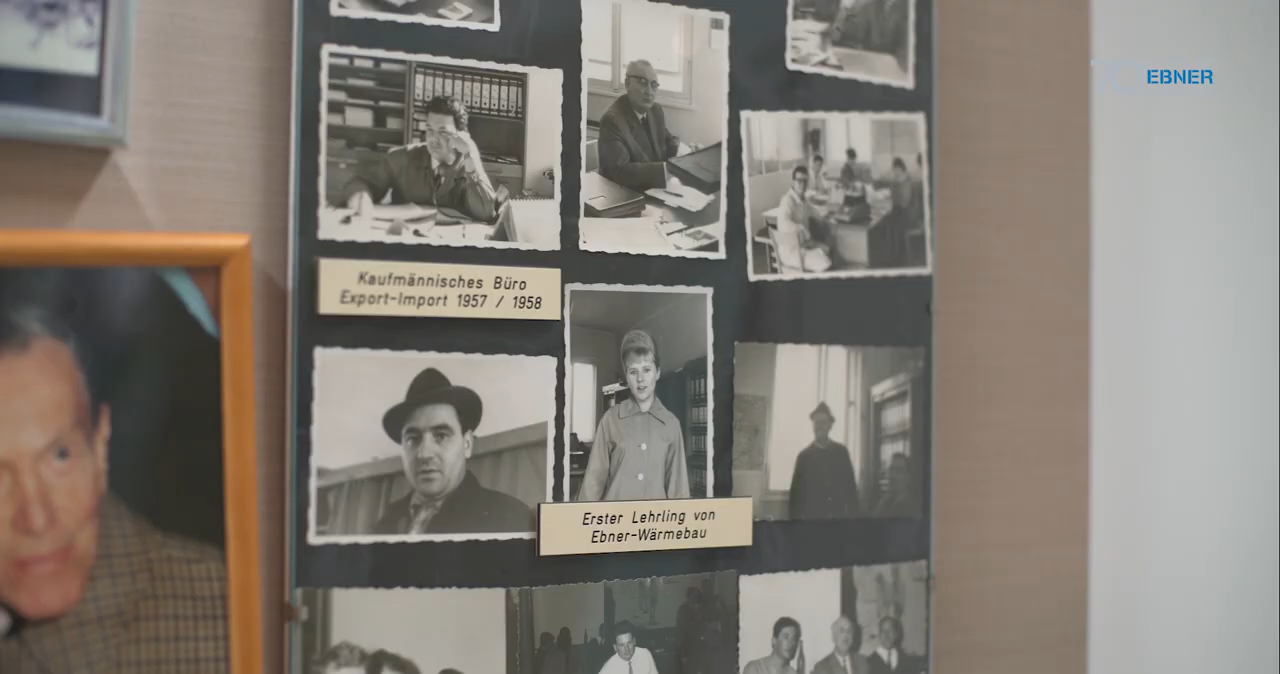 EBNER
Kaufmännisches Büro
Export-Import 1957 / 1958
Erster Lehrling von
Ebner-Wärmebau